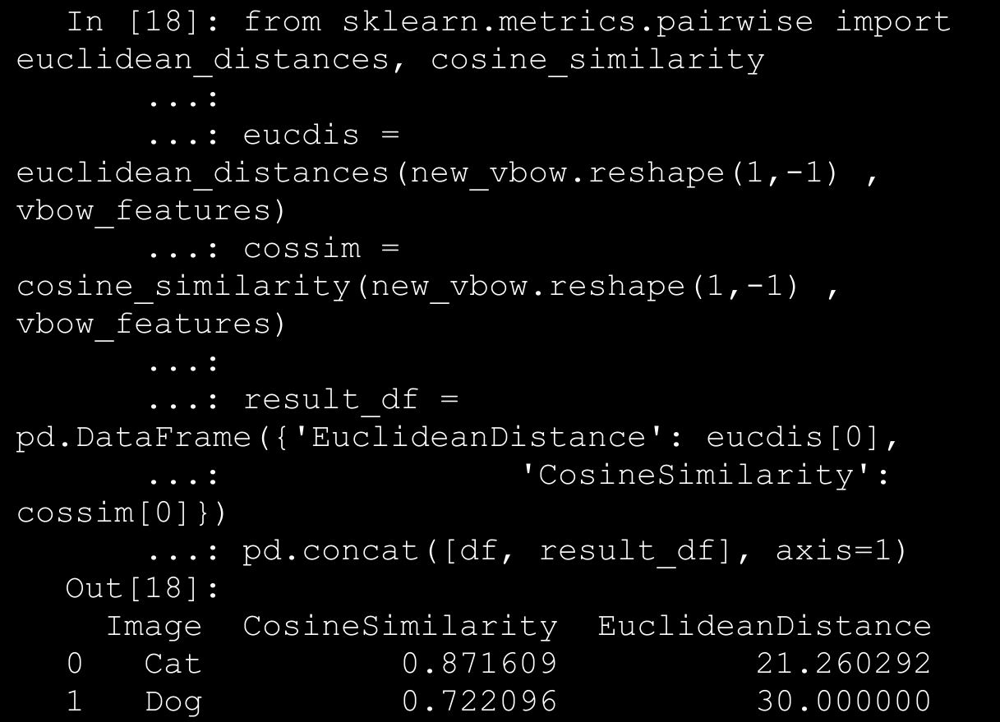 In [18]: from sklearn.metrics.pairwise import
euclidean_distances, cosine_similarity
...:
...: eucdis =
euclidean_distances(new_vbow.reshape(1,-1) ,
vbow_features)
...: cossim =
cosine_similarity(new_vbow.reshape(1,-1) ,
vbow_features)
...:
...: result_df =
pd.DataFrame({'EuclideanDistance': eucdis[0],
...: 'CosineSimilarity':
cossim[0]})
...: pd.concat([df, result_df], axis=1)
Out[18]:
Image CosineSimilarity EuclideanDistance
0 Cat 0.871609 21.260292
1 Dog 0.722096 30.000000